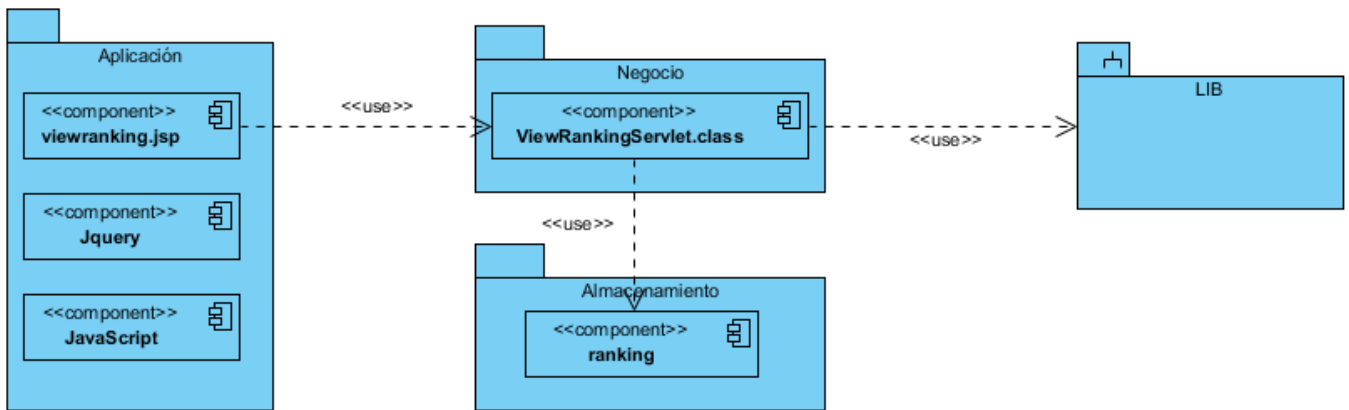 Aplicación
<<component>>
viewranking.jsp
<<component>>
Jquery
<<component>>
JavaScript
<<use>>
Negocio
<<component>>
ViewRankingServlet.class
<<use>>
Almacenamiento
<<component>>
ranking
<<use>>
LIB